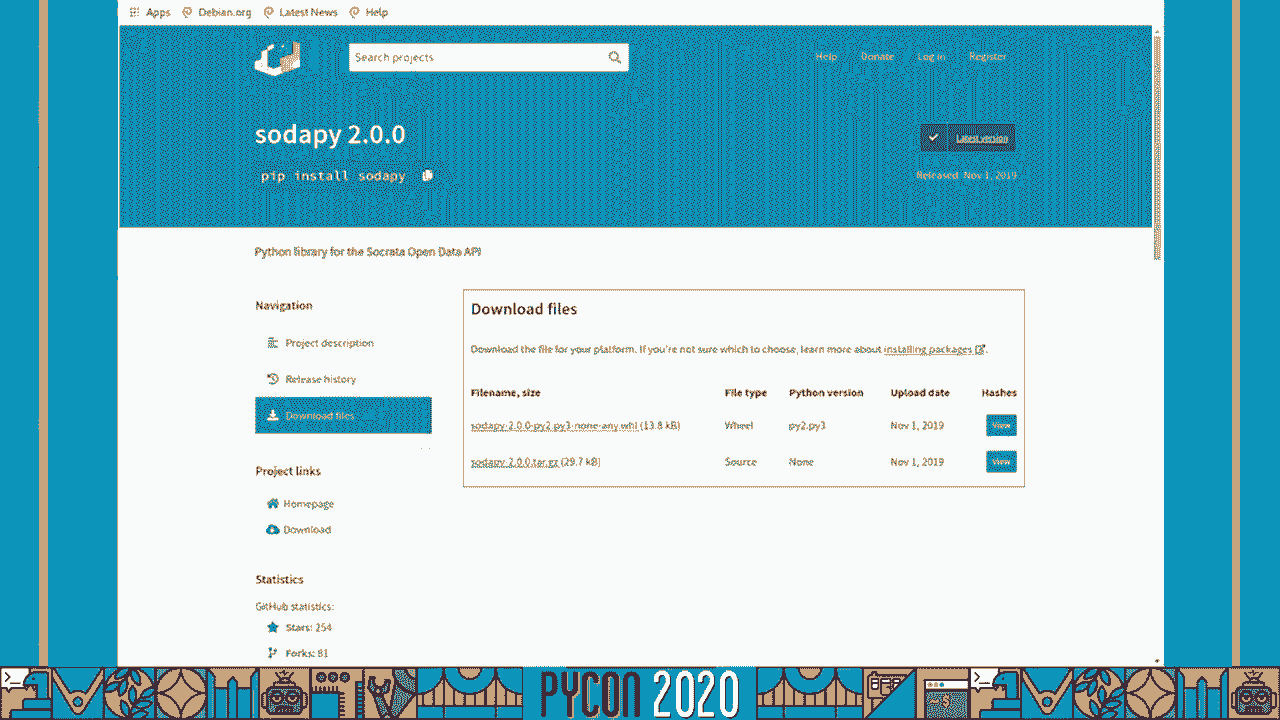 Apps Debian.org Latest News Help
Search projects
Help Donate Log in Register
sodapy 2.0.0
Latest version
pip install sodapy
Released: Nov 1, 2019
Python library for the Socrata Open Data API
Navigation
Project description
Release history
Download files
Project links
Homepage
Download
Statistics
GitHub statistics:
Stars: 254
Forks: 81
Download files
Download the file for your platform. If you're not sure which to choose, learn more about installing packages.
Filename, size File type Python version Upload date Hashes
sodapy-2.0.0-py2.py3-none-any.whl (13.8 kB) Wheel py2.py3 Nov 1, 2019 View
sodapy-2.0.0.tar.gz (29.7 kB) Source None Nov 1, 2019 View
PYCON 2020